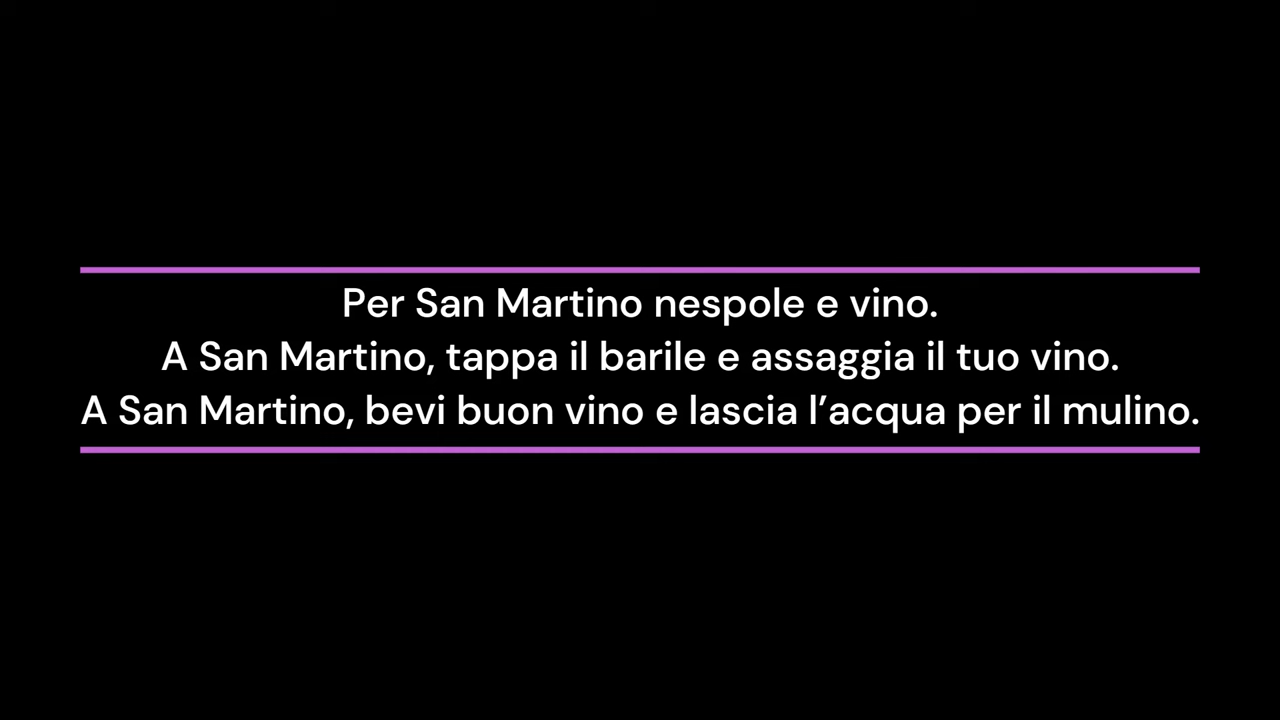 Per San Martino nespole e vino.
A San Martino, tappa il barile e assaggia il tuo vino.
A San Martino, bevi buon vino e lascia l’acqua per il mulino.